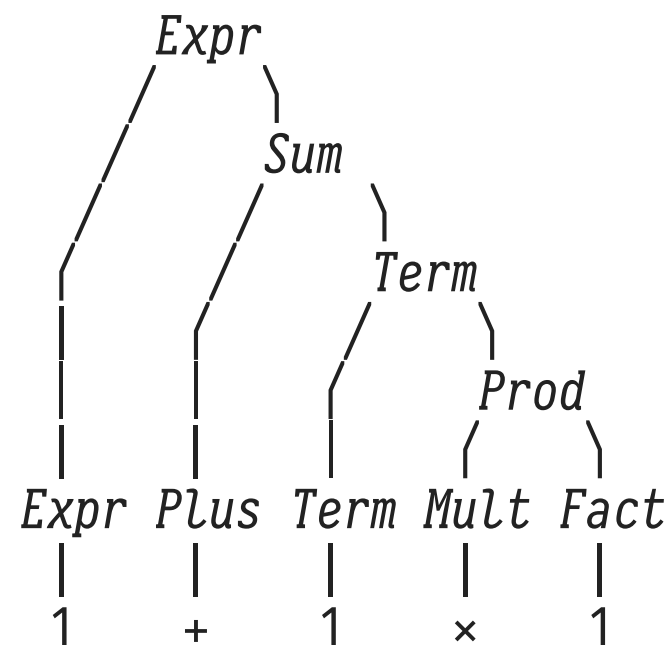 Expr
Sum
Term
Prod
Expr Plus Term Mult Fact
1 + 1 × 1